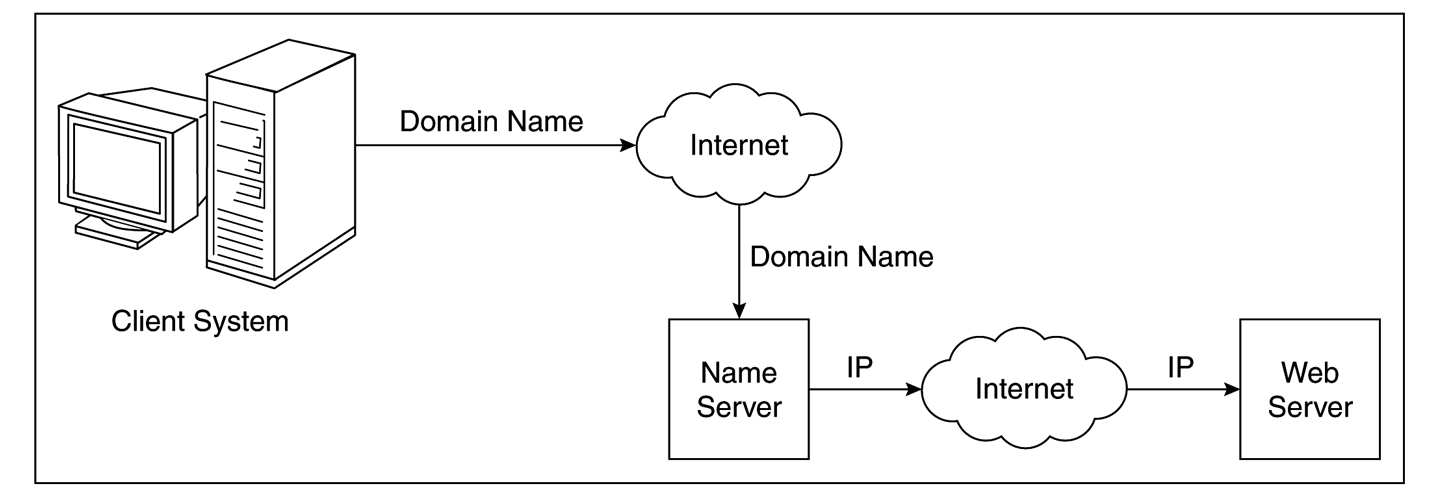 Domain Name
Internet
Domain Name
Client System
Name
Server
IP
Internet
IP
Web
Server